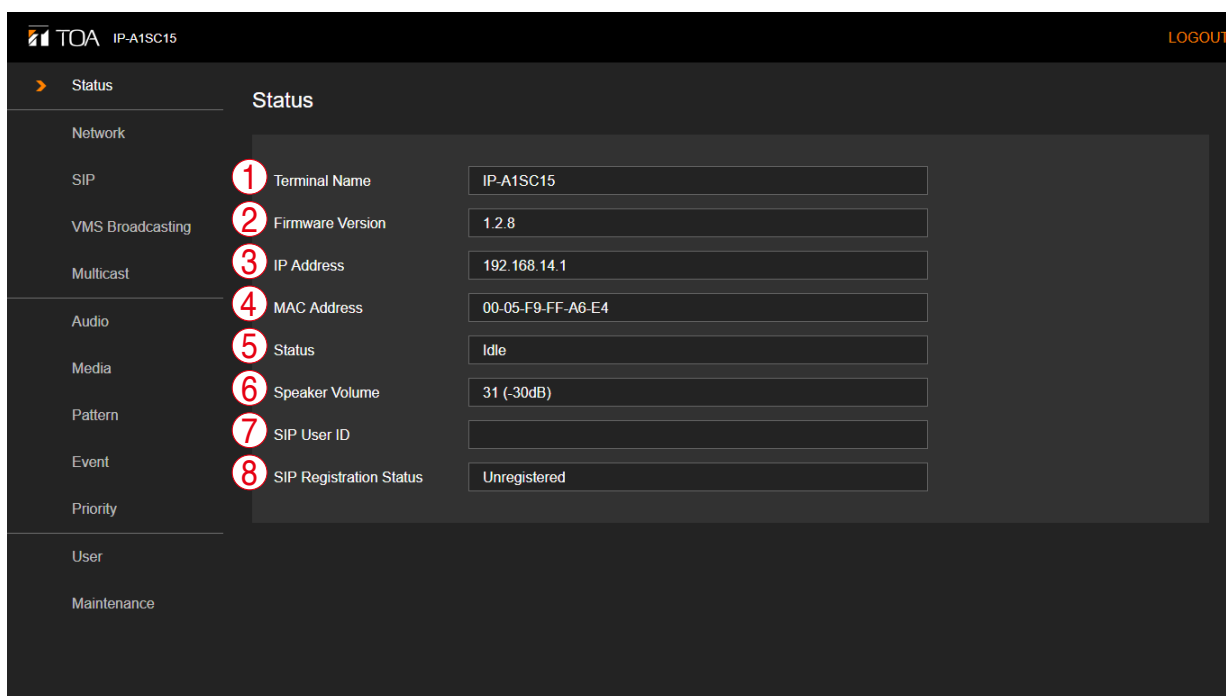 TOA IP-A1SC15 LOGOUT
Status
Network
SIP
VMS Broadcasting
Multicast
Audio
Media
Pattern
Event
Priority
User
Maintenance
Status
1 Terminal Name IP-A1SC15
2 Firmware Version 1.2.8
3 IP Address 192.168.14.1
4 MAC Address 00-05-F9-FF-A6-E4
5 Status Idle
6 Speaker Volume 31 (-30dB)
7 SIP User ID
8 SIP Registration Status Unregistered